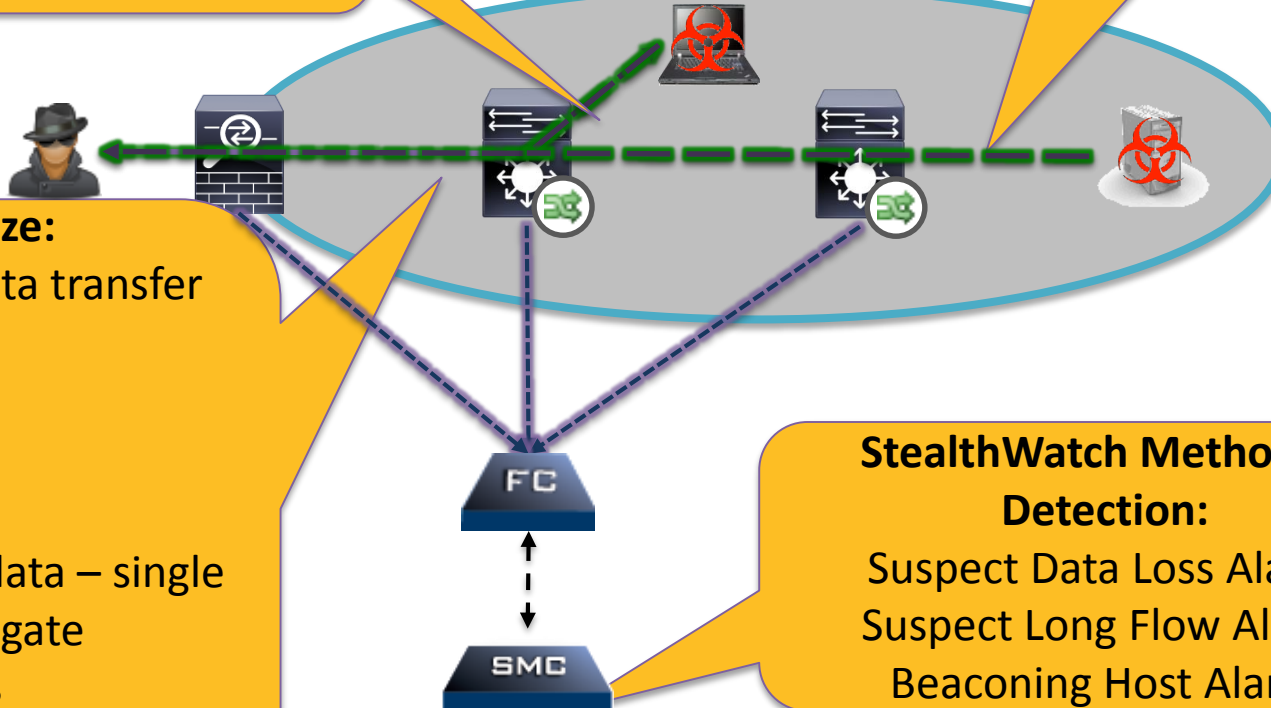 ze:
ta transfer
lata – single
gate
FC
SMC
StealthWatch Metho
Detection:
Suspect Data Loss Ala
Suspect Long Flow Al
Beaconing Host Alar